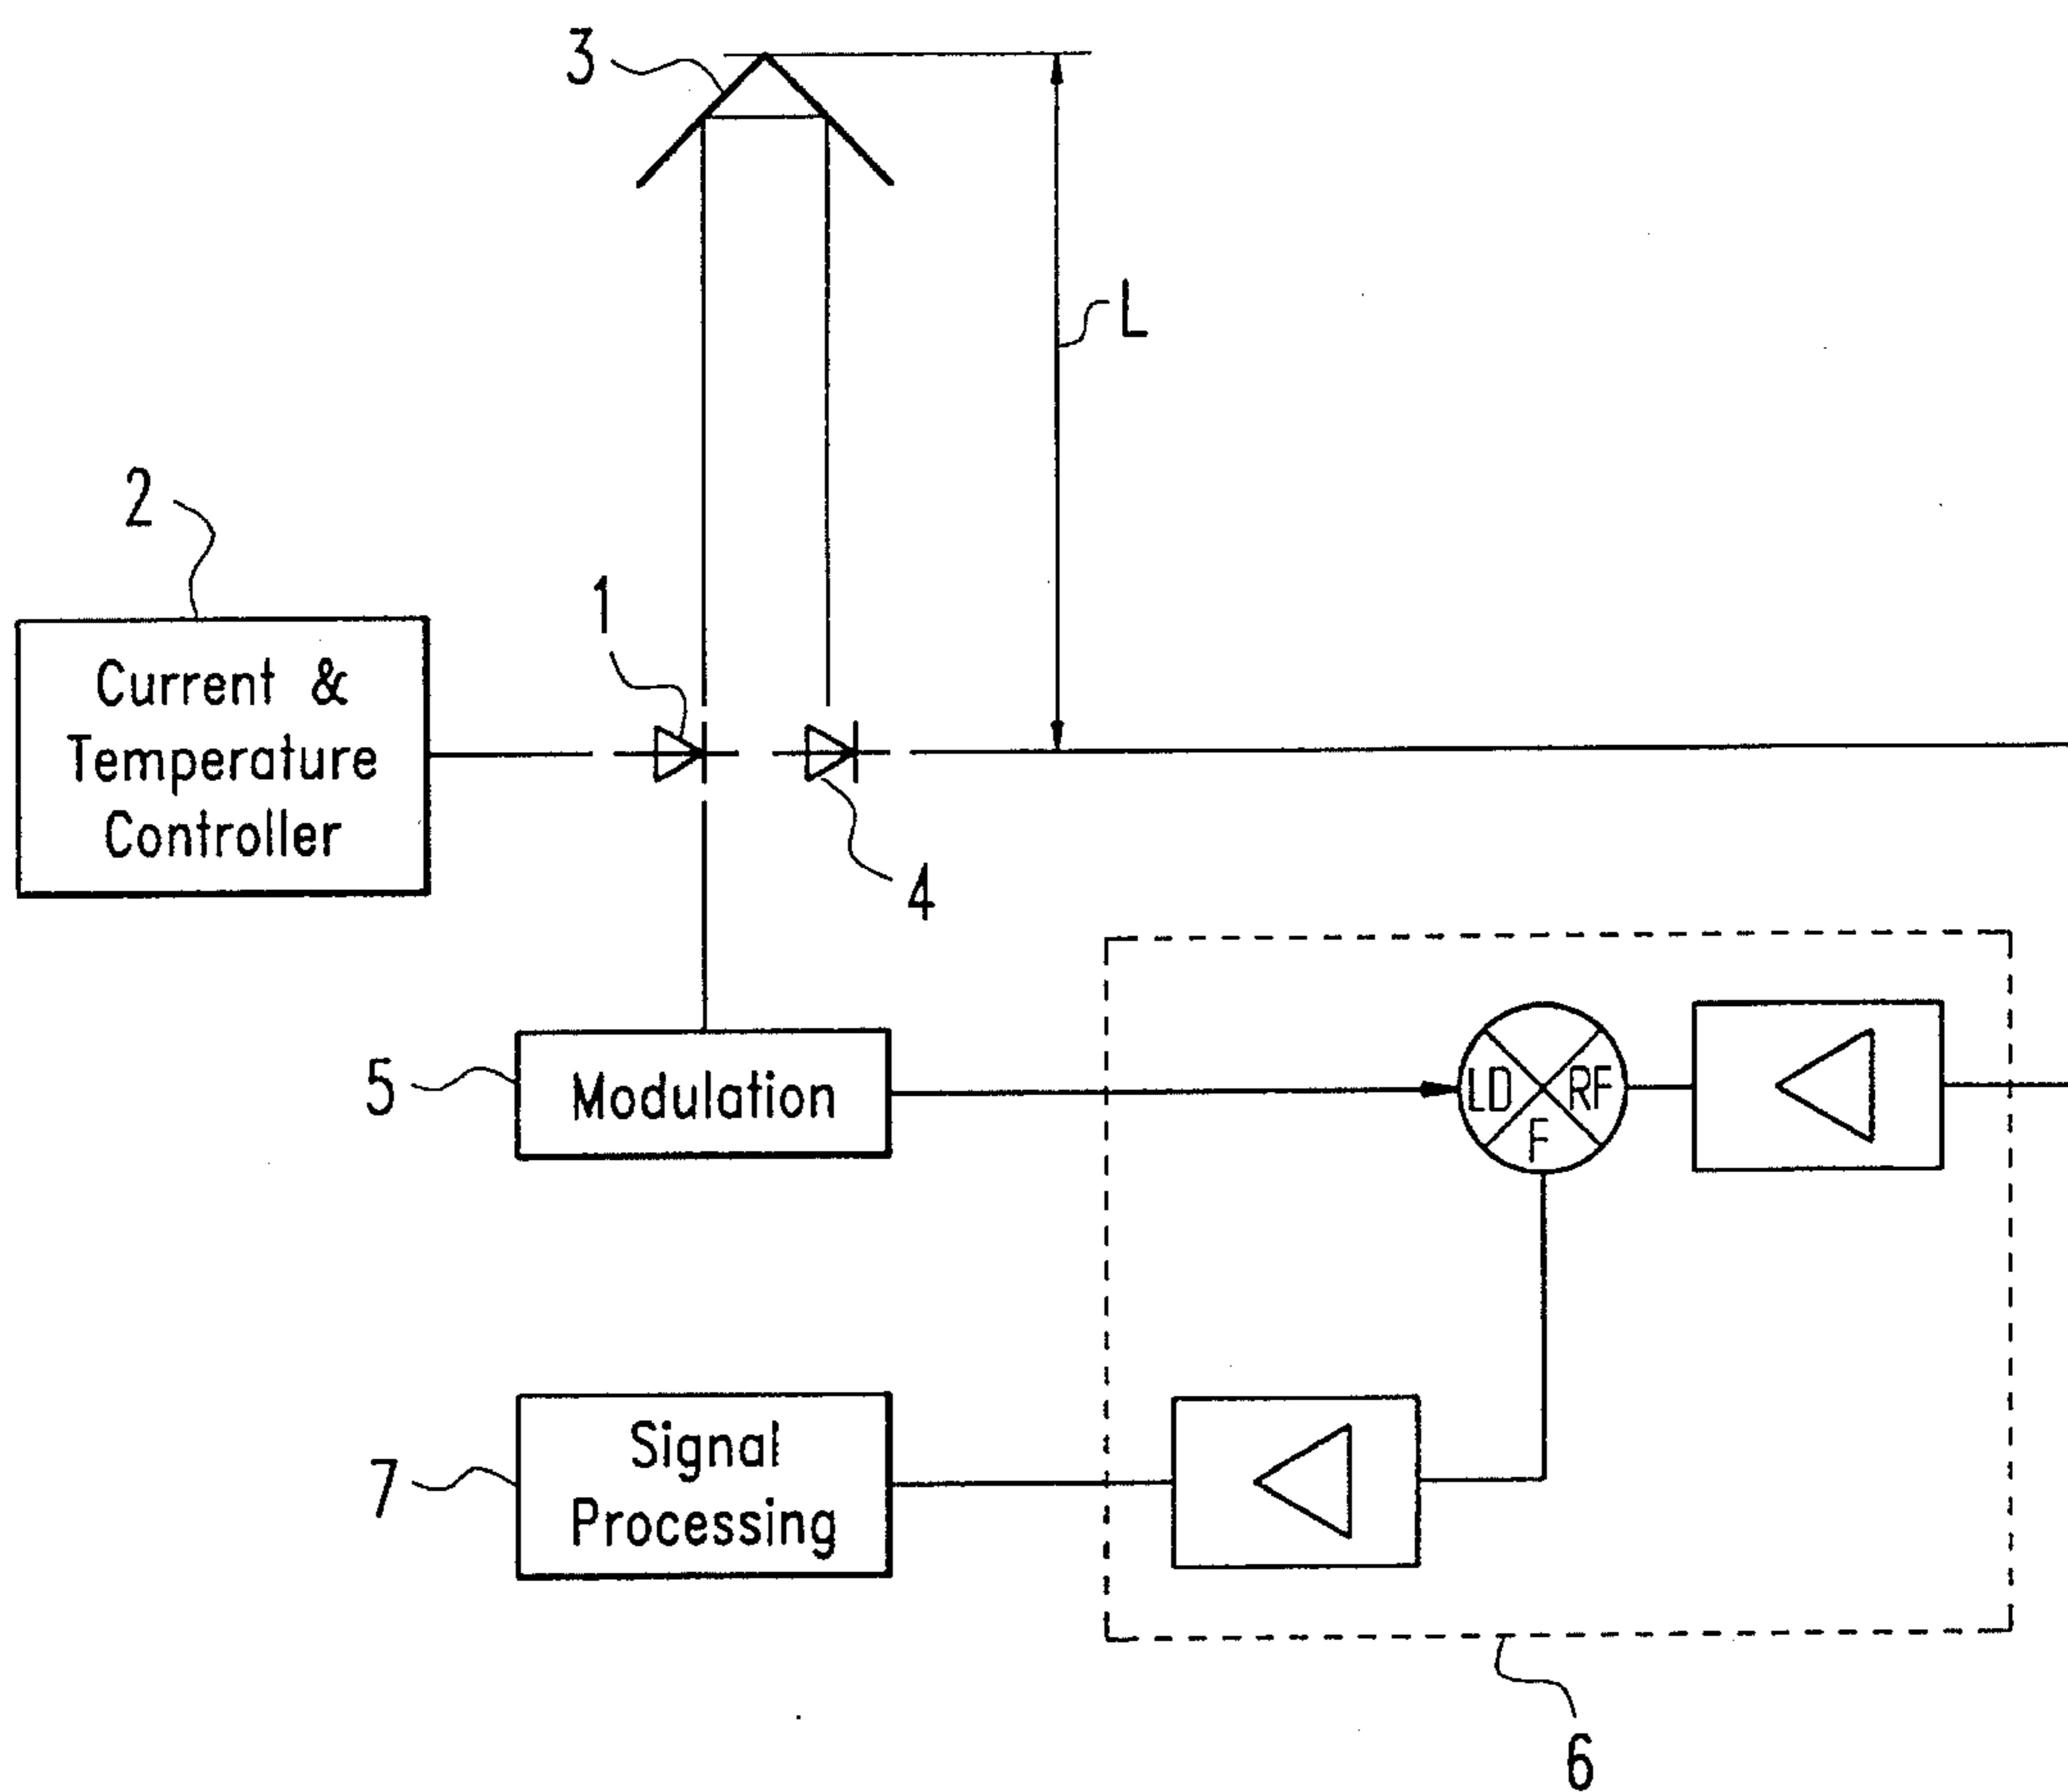 3
L
2
1
Current &
Temperature
Controller
4
5
Modulation
LD
RF
F
7
Signal
Processing
6